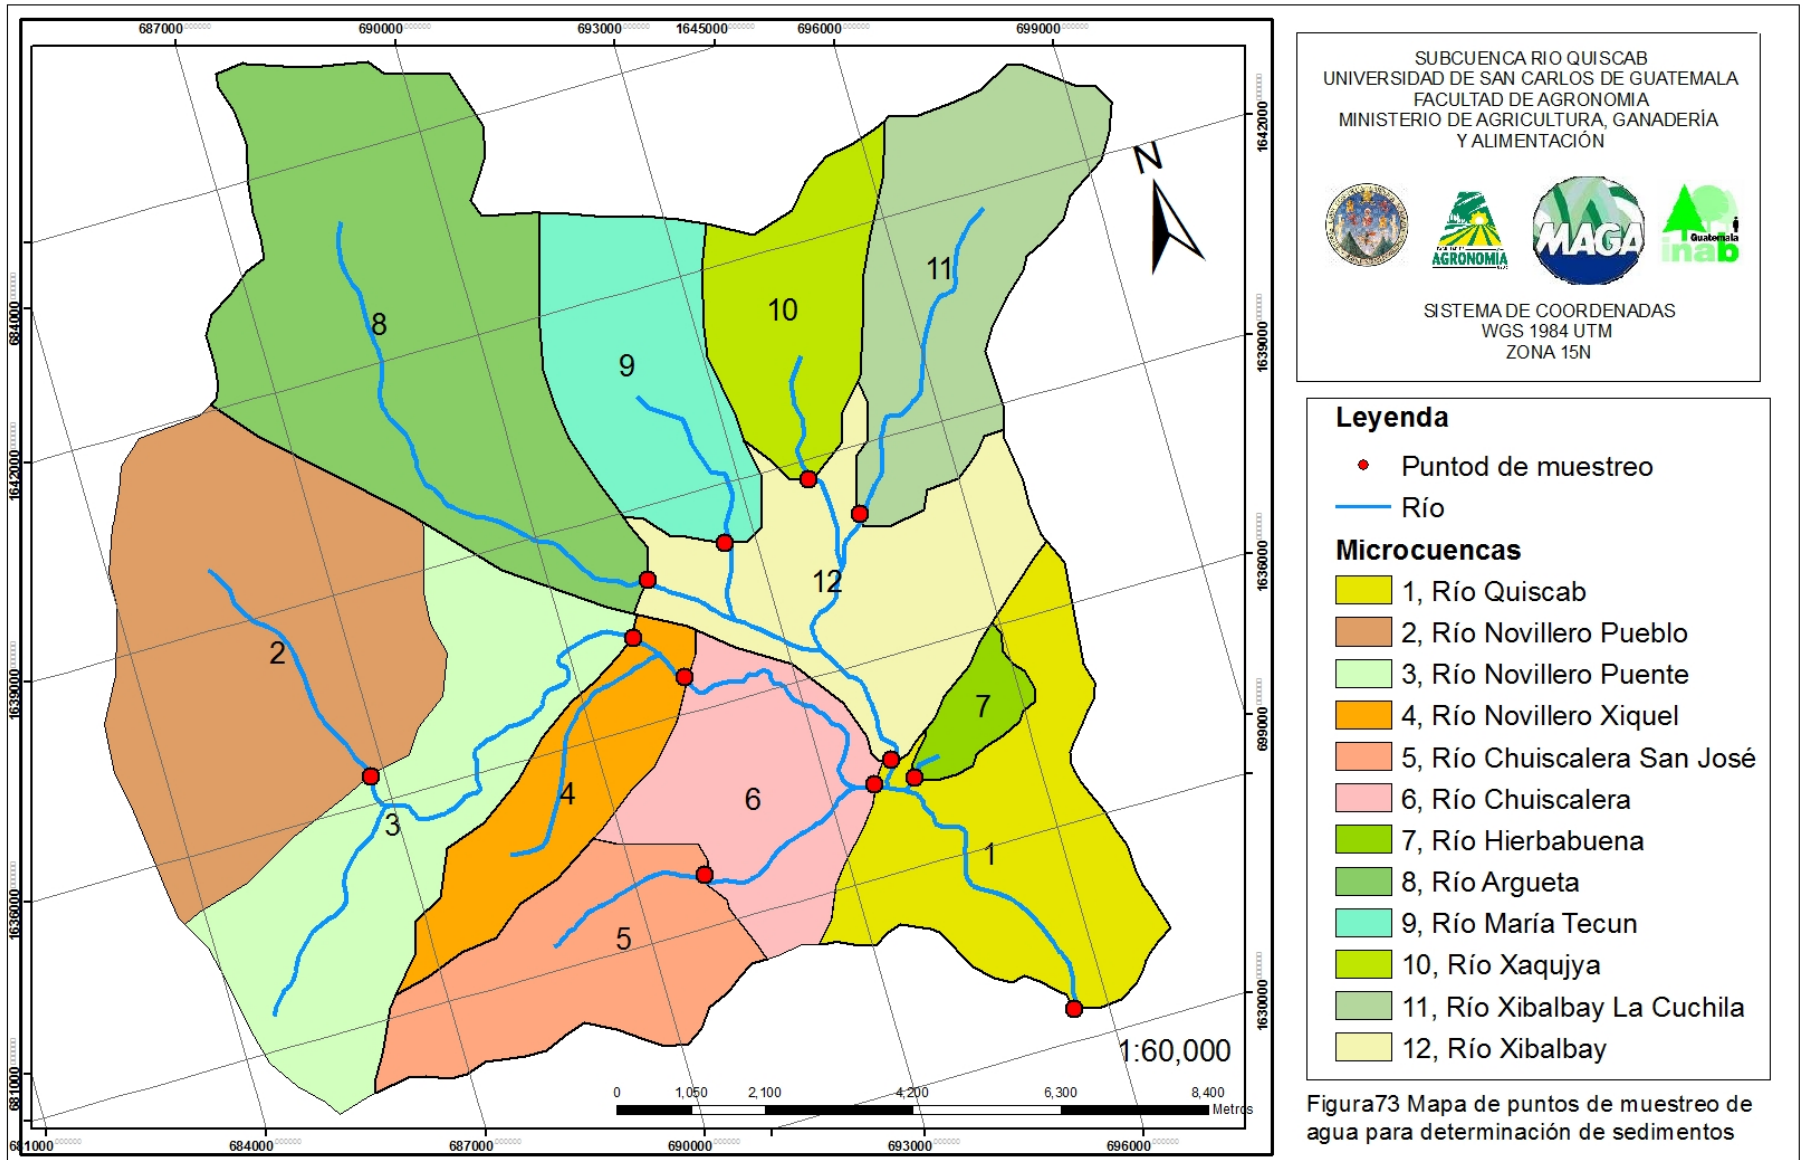 687000
690000
693000
1645000
696000
699000
SUBCUENCA RIO QUISCAB
UNIVERSIDAD DE SAN CARLOS DE GUATEMALA
FACULTAD DE AGRONOMIA
MINISTERIO DE AGRICULTURA, GANADERÍA
Y ALIMENTACIÓN
AGRONOMIA
MAGA
Guatemala
inab
SISTEMA DE COORDENADAS
WGS 1984 UTM
ZONA 15N
N
1642000
1639000
1636000
699000
1630000
684000
1642000
1639000
1636000
681000
8
9
10
11
12
2
3
4
5
6
7
1
1:60,000
0
1,050
2,100
4,200
6,300
8,400
Metros
681000
684000
687000
690000
693000
696000
Leyenda
Puntod de muestreo
Río
Microcuencas
1, Río Quiscab
2, Río Novillero Pueblo
3, Río Novillero Puente
4, Río Novillero Xiquel
5, Río Chuiscalera San José
6, Río Chuiscalera
7, Río Hierbabuena
8, Río Argueta
9, Río María Tecun
10, Río Xaqujya
11, Río Xibalbay La Cuchila
12, Río Xibalbay
Figura73 Mapa de puntos de muestreo de
agua para determinación de sedimentos